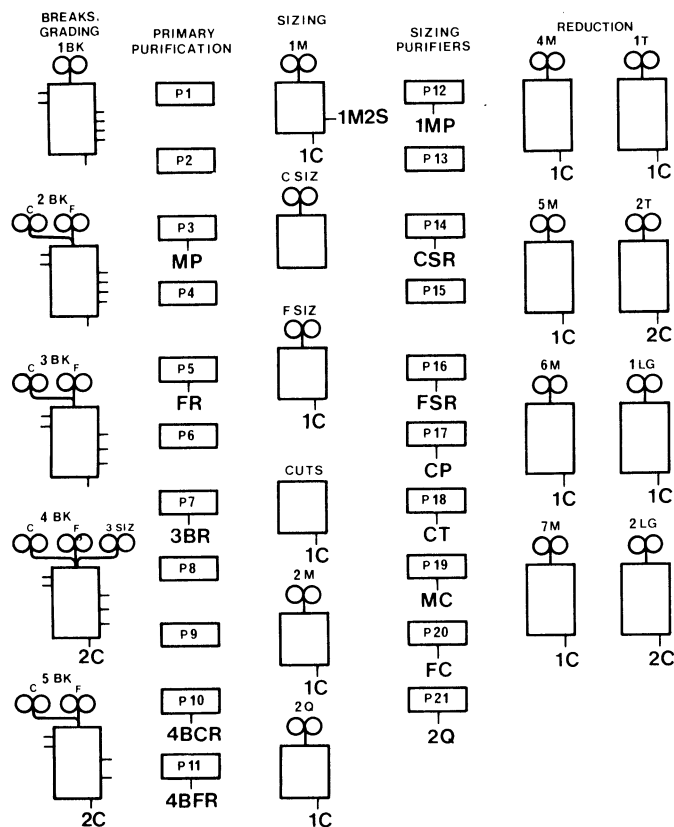 BREAKS.
GRADING
1BK
2 BK
C F
3 BK
C F
4 BK
C F, 3 SIZ
2C
5 BK
C F
2C
PRIMARY
PURIFICATION
P1
P2
P3
MP
P4
P5
FR
P6
P7
3BR
P8
P9
P10
4BCR
P11
4BFR
SIZING
1M
1M2S
1C
C SIZ
F SIZ
1C
CUTS
1C
2M
1C
2Q
1C
SIZING
PURIFIERS
P12
1MP
P13
P14
CSR
P15
P16
FSR
P17
CP
P18
CT
P19
MC
P20
FC
P21
2Q
REDUCTION
4M 1T
1C 1C
5M 2T
1C 2C
6M 1LG
1C 1C
7M 2LG
1C 2C